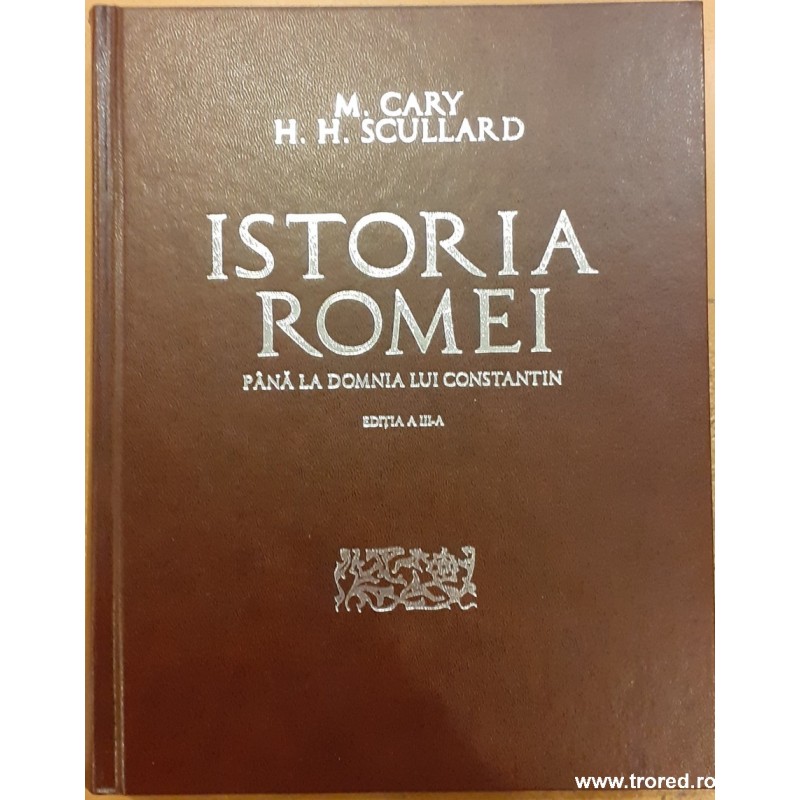 M. CARY
H. H. SCULLARD
ISTORIA
ROMEI
PÂNĂ LA DOMNIA LUI CONSTANTIN
EDIȚIA A III-A
www.trored.ro